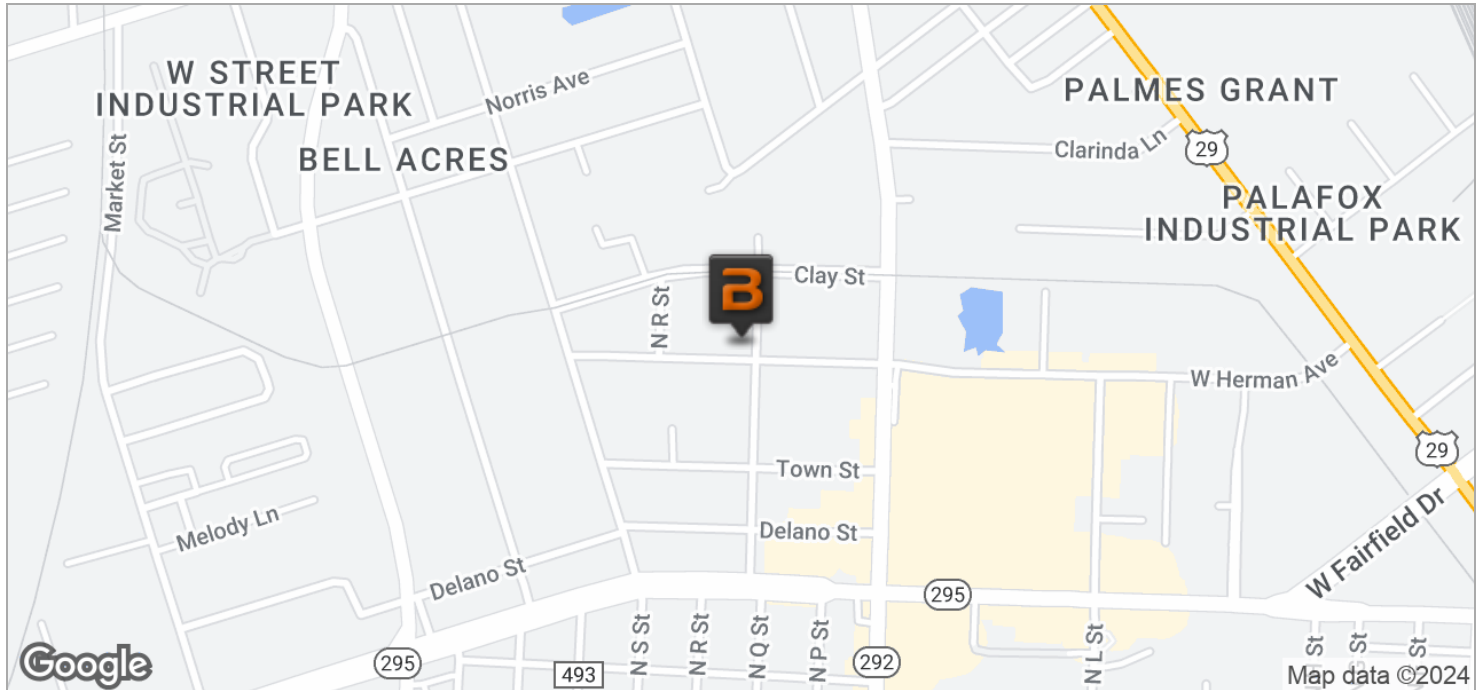 W STREET
INDUSTRIAL PARK
Norris Ave
BELL ACRES
Market St
PALMES GRANT
Clarinda Ln
29
PALAFOX
INDUSTRIAL PARK
Clay St
B
N R St
W Herman Ave
29
Town St
Delano St
Melody Ln
Delano St
W Fairfield Dr
295
N S St
N R St
N Q St
N P St
N L St
295
493
292
Google
Map data ©2024